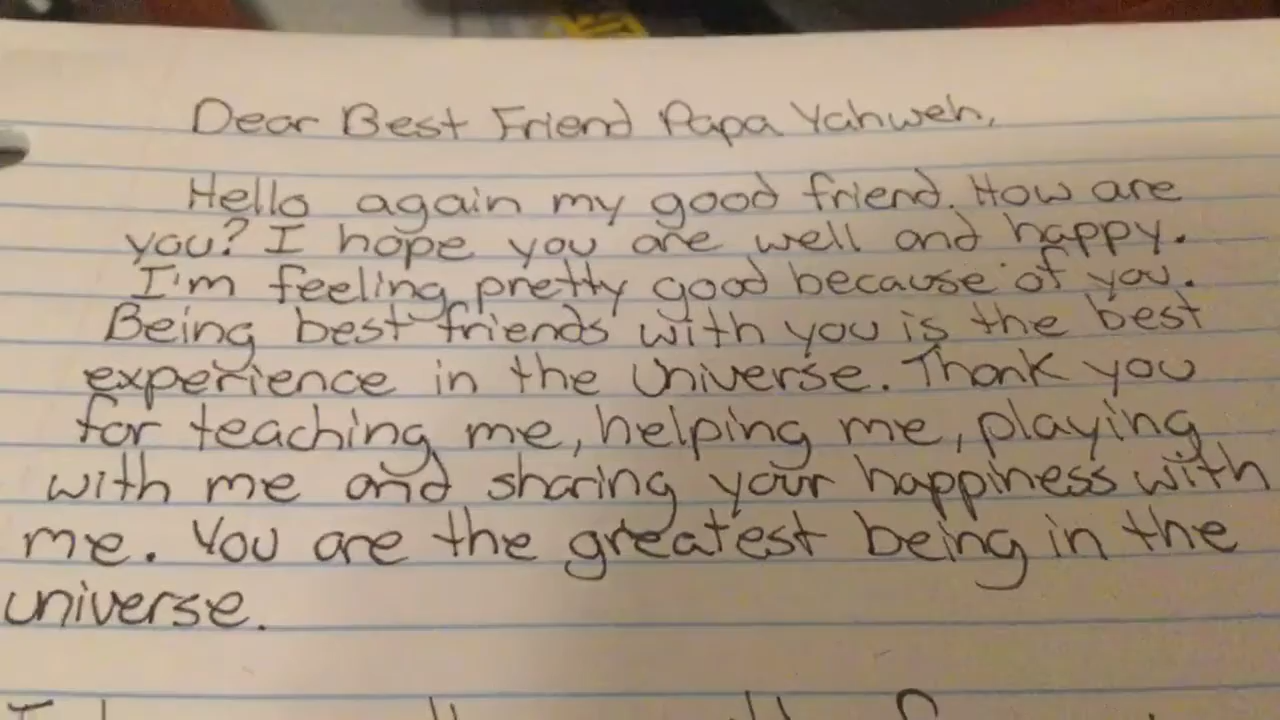 Dear Best Friend Papa Yahweh,
Hello again my good friend. How are
you? I hope you are well and happy.
I'm feeling pretty good because of you.
Being best friends with you is the best
experience in the Universe. Thank you
for teaching me, helping me, playing
with me and sharing your happiness with
me. You are the greatest being in the
universe.